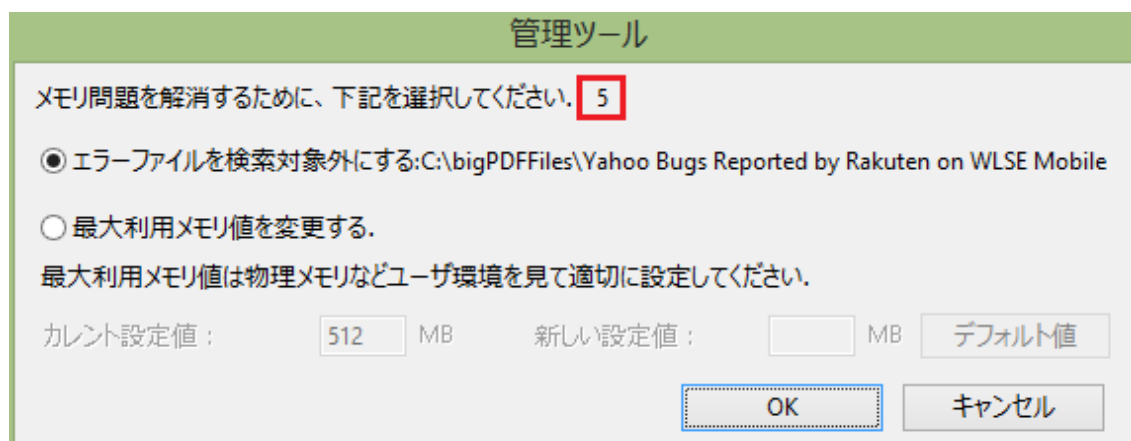 管理ツール
メモリ問題を解消するために、下記を選択してください. 5
エラーファイルを検索対象外にする:C:\bigPDFFiles\Yahoo Bugs Reported by Rakuten on WLSE Mobile
最大利用メモリ値を変更する.
最大利用メモリ値は物理メモリなどユーザ環境を見て適切に設定してください.
カレント設定値 : 512 MB 新しい設定値 : MB デフォルト値
OK キャンセル